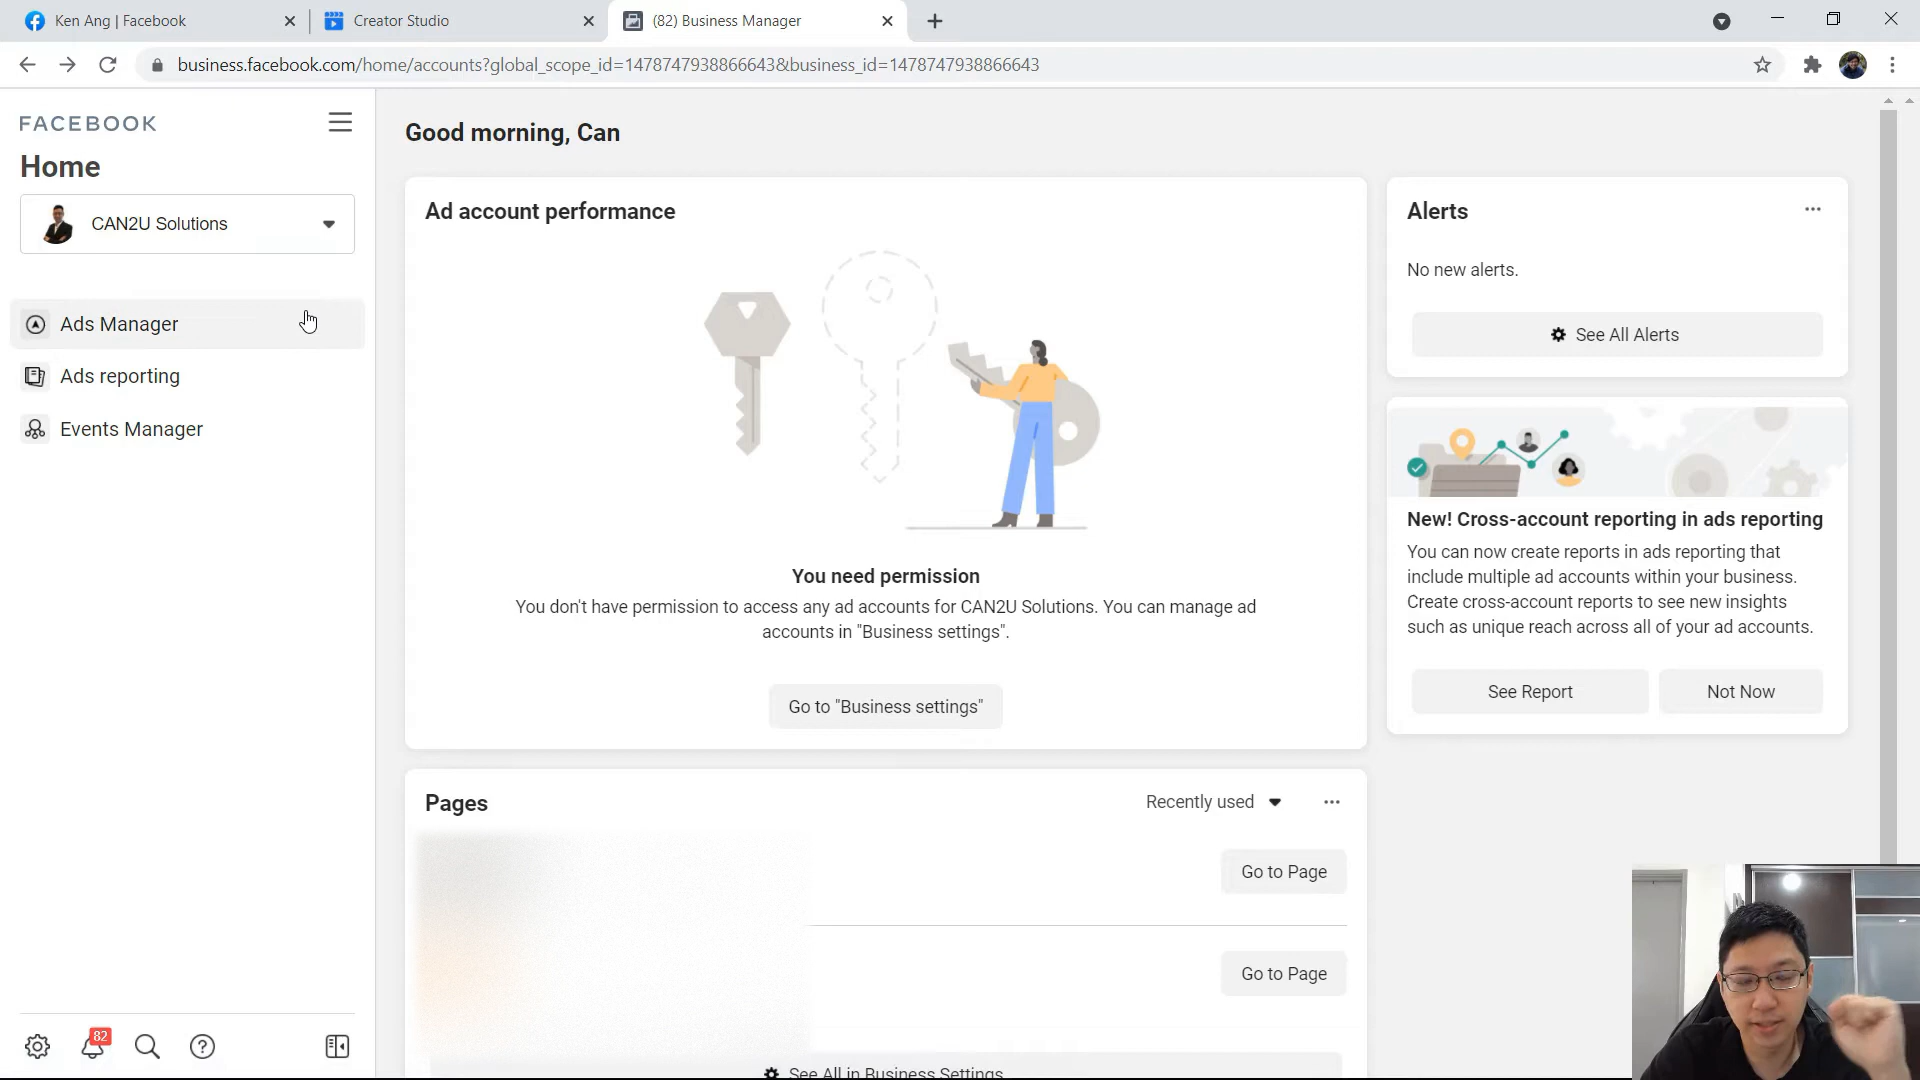 Ken Ang | Facebook
Creator Studio
(82) Business Manager
business.facebook.com/home/accounts?global_scope_id=1478747938866643&business_id=1478747938866643
FACEBOOK
Home
CAN2U Solutions
Ads Manager
Ads reporting
Events Manager
82
Good morning, Can
Ad account performance
You need permission
You don't have permission to access any ad accounts for CAN2U Solutions. You can manage ad
accounts in "Business settings".
Go to "Business settings"
Pages
Recently used
Go to Page
Go to Page
See All in Business Settings
Alerts
No new alerts.
See All Alerts
New! Cross-account reporting in ads reporting
You can now create reports in ads reporting that
include multiple ad accounts within your business.
Create cross-account reports to see new insights
such as unique reach across all of your ad accounts.
See Report
Not Now